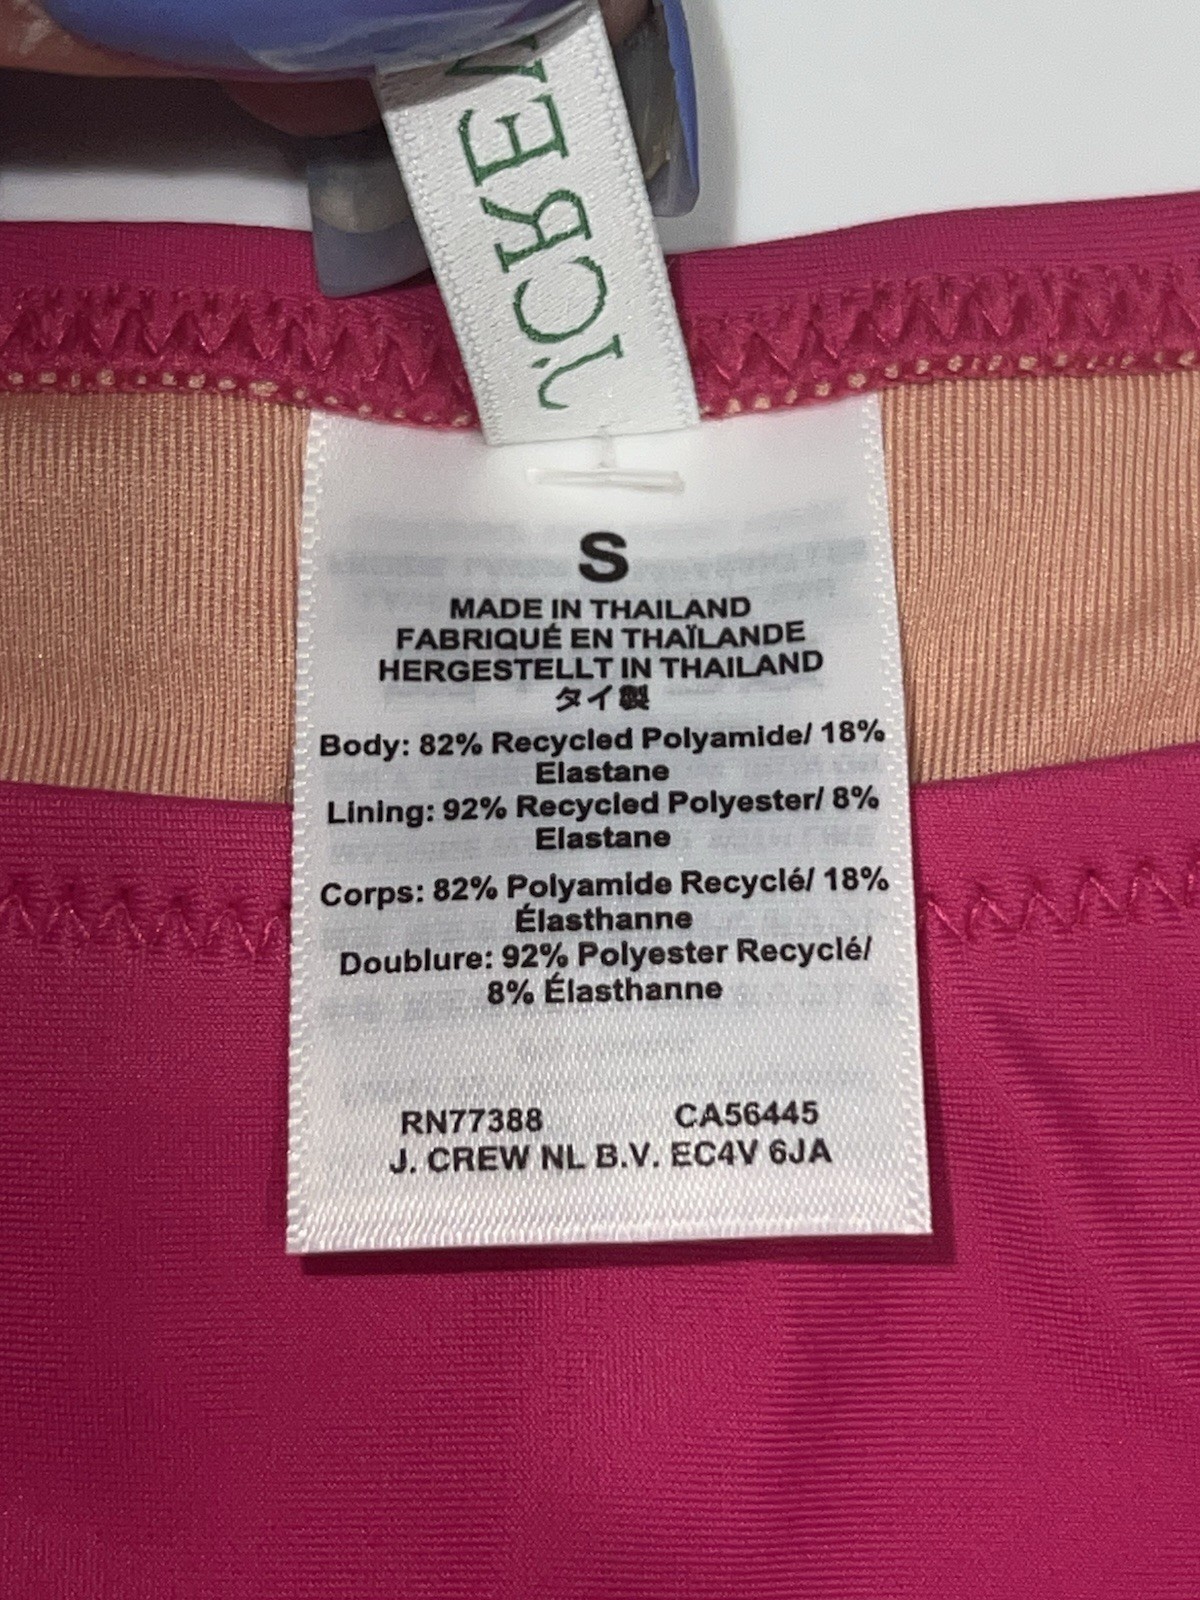 J.CREW
S
MADE IN THAILAND
FABRIQUÉ EN THAÏLANDE
HERGESTELLT IN THAILAND
タイ製
Body: 82% Recycled Polyamide/ 18%
Elastane
Lining: 92% Recycled Polyester/ 8%
Elastane
Corps: 82% Polyamide Recyclé/ 18%
Élasthanne
Doublure: 92% Polyester Recyclé/
8% Élasthanne
RN77388 CA56445
J. CREW NL B.V. EC4V 6JA